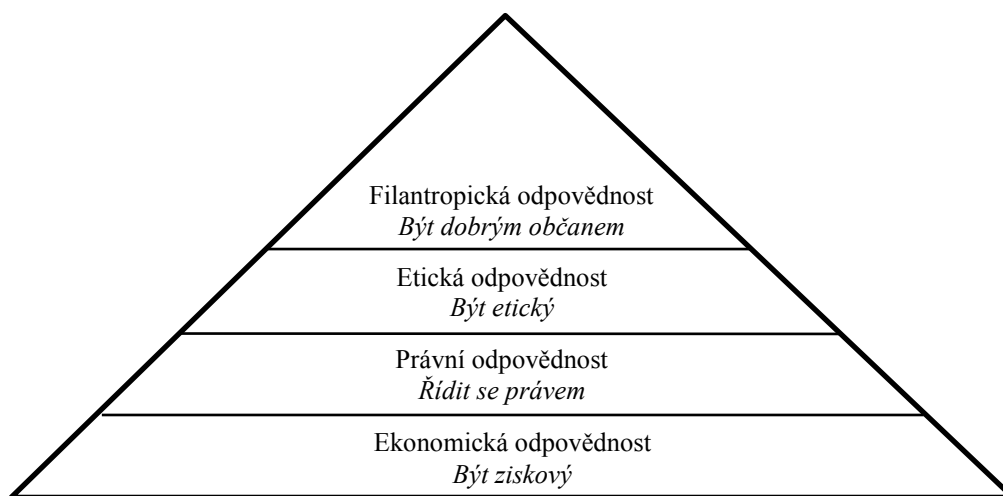 Filantropická odpovědnost
Být dobrým občanem
Etická odpovědnost
Být etický
Právní odpovědnost
Řídit se právem
Ekonomická odpovědnost
Být ziskový